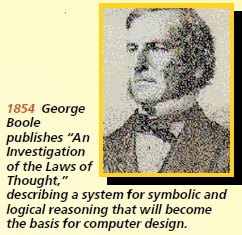 1854 George
Boole
publishes “An
Investigation
of the Laws of
Thought,”
describing a system for symbolic and
logical reasoning that will become
the basis for computer design.